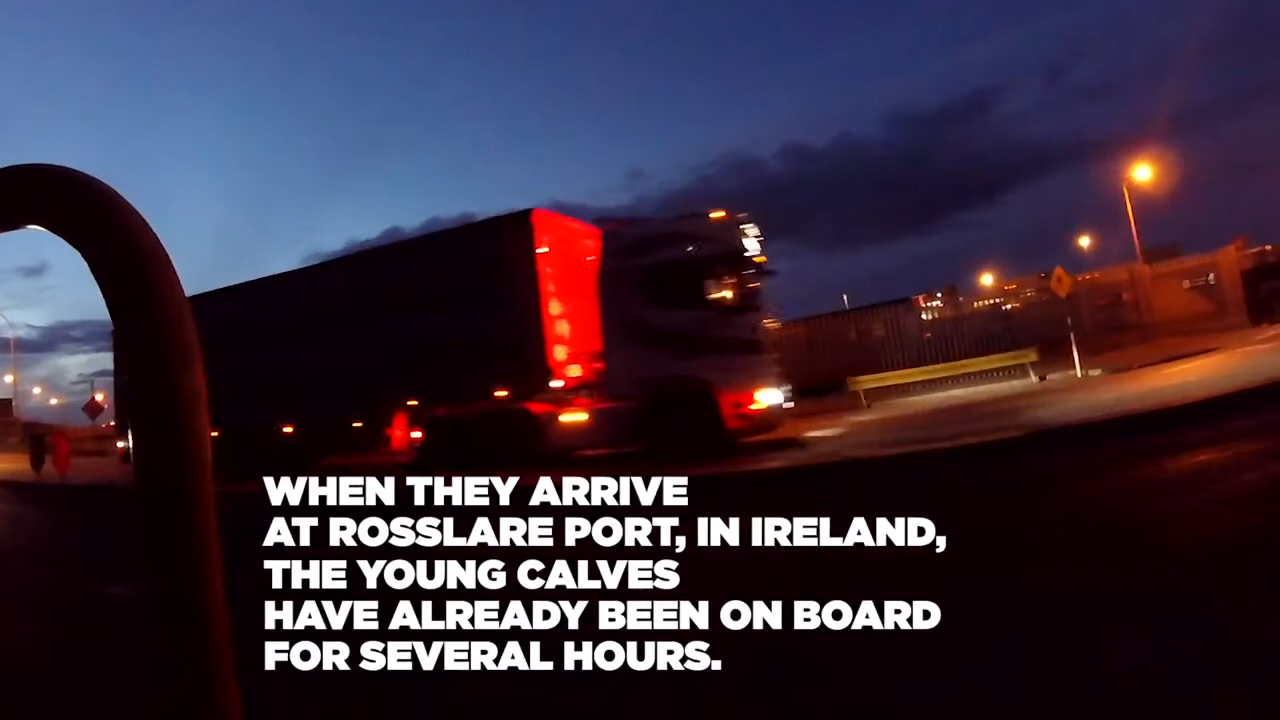 WHEN THEY ARRIVE
AT ROSSLARE PORT, IN IRELAND,
THE YOUNG CALVES
HAVE ALREADY BEEN ON BOARD
FOR SEVERAL HOURS.